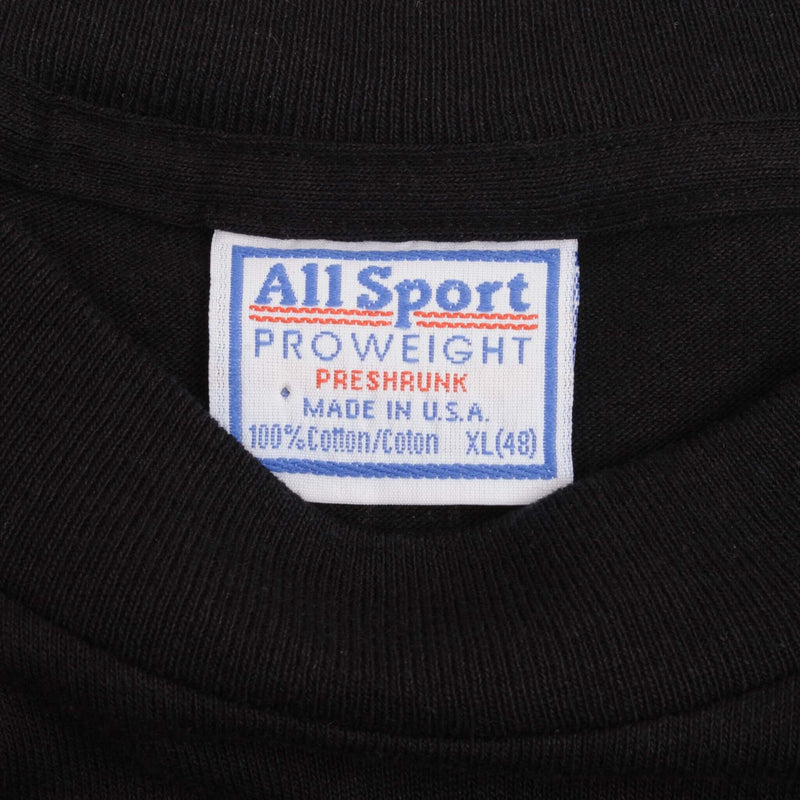 All Sport
PROWEIGHT
PRESHRUNK
MADE IN U.S.A.
100% Cotton/Coton XL(48)